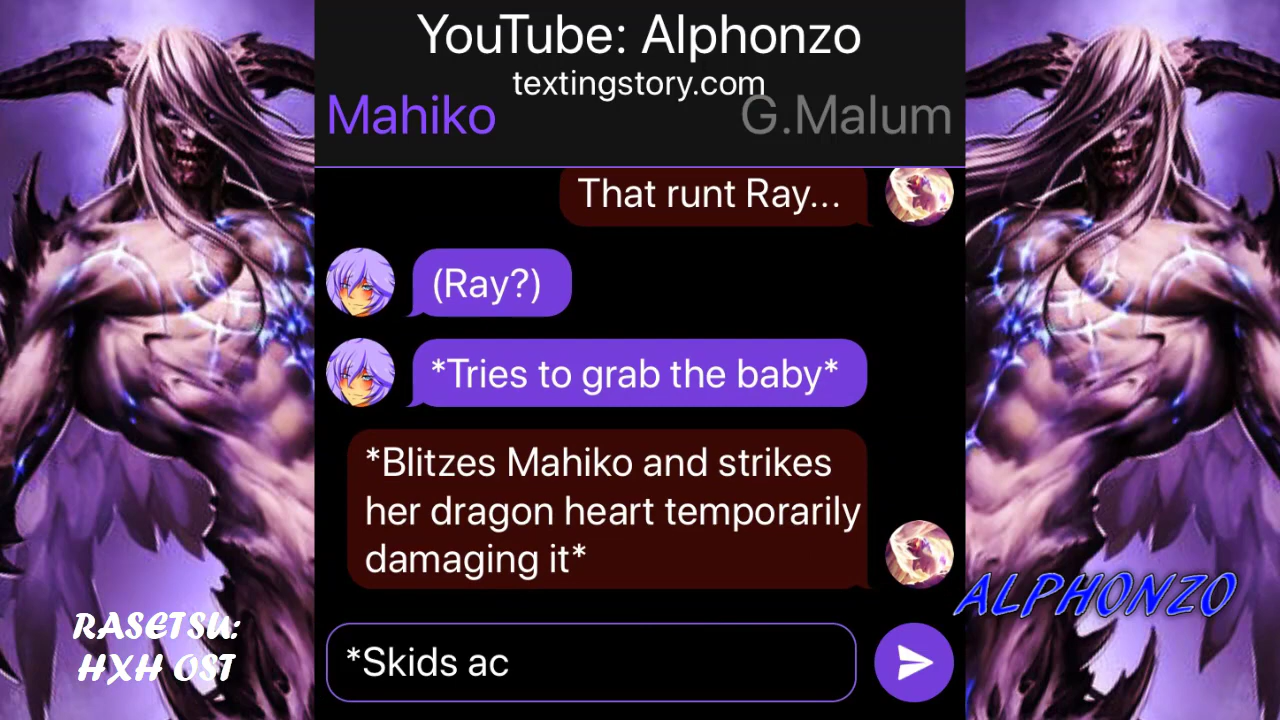 YouTube: Alphonzo
textingstory.com
Mahiko
G.Malum
That runt Ray...
(Ray?)
*Tries to grab the baby*
*Blitzes Mahiko and strikes
her dragon heart temporarily
damaging it*
ALPHONZO
RASETSU:
HXH OST
*Skids ac